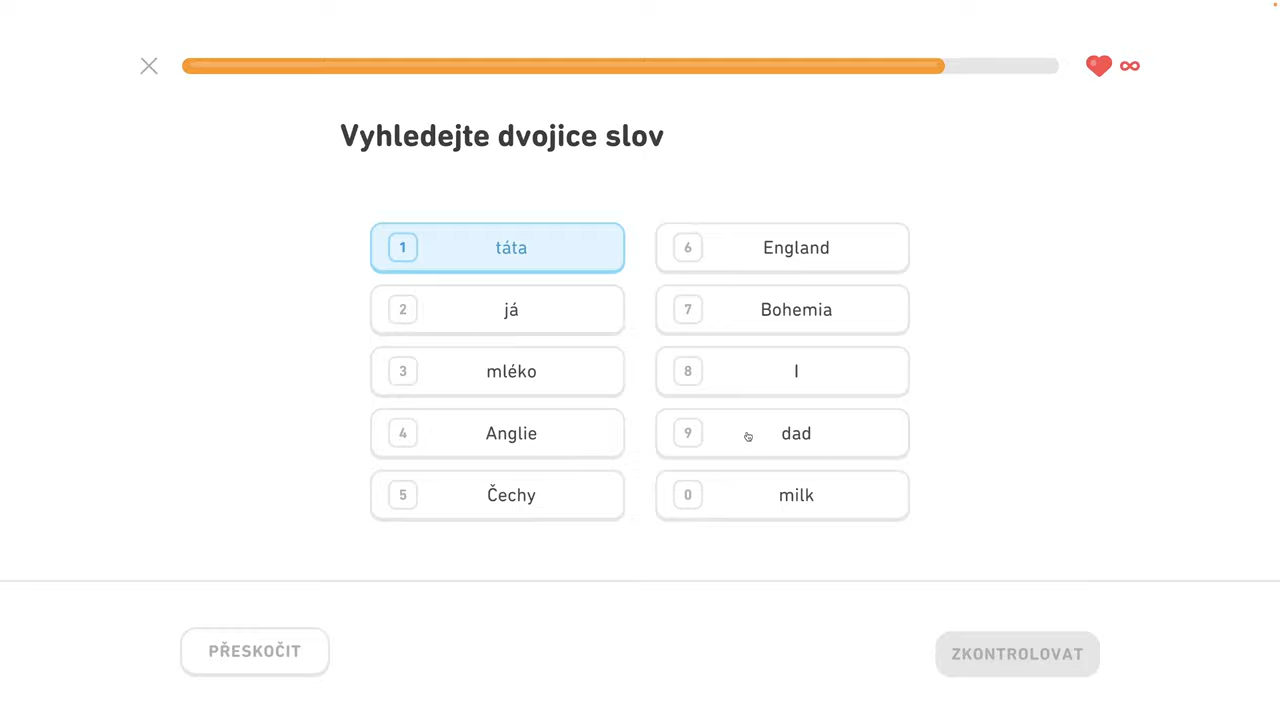 Vyhledejte dvojice slov
1 táta
6 England
2 já
7 Bohemia
3 mléko
8 I
4 Anglie
9 dad
5 Čechy
0 milk
PŘESKOČIT
ZKONTROLOVAT